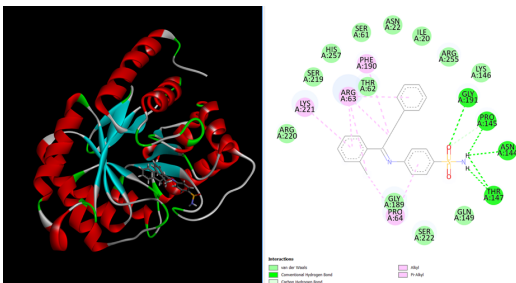 ASN
A:22
SER
A:61
ILE
A:20
HIS
A:257
ARG
A:255
PHE
A:190
LYS
A:146
SER
A:219
THR
A:62
ARG
A:63
GLY
A:191
LYS
A:221
PRO
A:145
ARG
A:220
ASN
A:144
O
N
S
N
H
H
O
THR
A:147
GLY
A:189
PRO
A:64
GLN
A:149
SER
A:222
Interactions
van der Waals
Conventional Hydrogen Bond
Carbon Hydrogen Bond
Alkyl
Pi-Alkyl